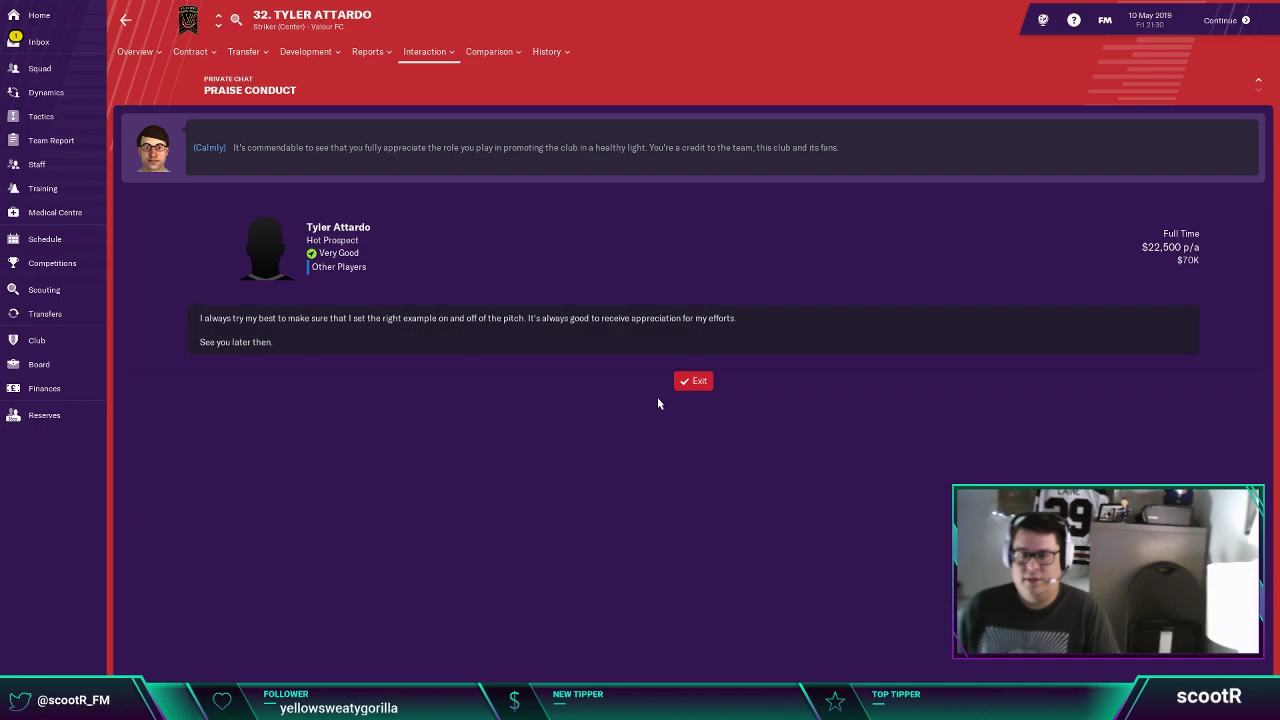 32. TYLER ATTARDO
Striker (Center) - Valour FC
10 May 2019
Fri 21:30
FM
Continue
Home
1
Inbox
Squad
Dynamics
Tactics
Team Report
Staff
Training
Medical Centre
Schedule
Competitions
Scouting
Transfers
Club
Board
Finances
Reserves
Overview
Contract
Transfer
Development
Reports
Interaction
Comparison
History
PRIVATE CHAT
PRAISE CONDUCT
(Calmly) It's commendable to see that you fully appreciate the role you play in promoting the club in a healthy light. You're a credit to the team, this club and its fans.
Tyler Attardo
Hot Prospect
Very Good
Other Players
Full Time
$22,500 p/a
$70K
I always try my best to make sure that I set the right example on and off of the pitch. It's always good to receive appreciation for my efforts.
See you later then.
Exit
29
@scootR_FM
FOLLOWER
yellowsweatygorilla
NEW TIPPER
TOP TIPPER
scootR